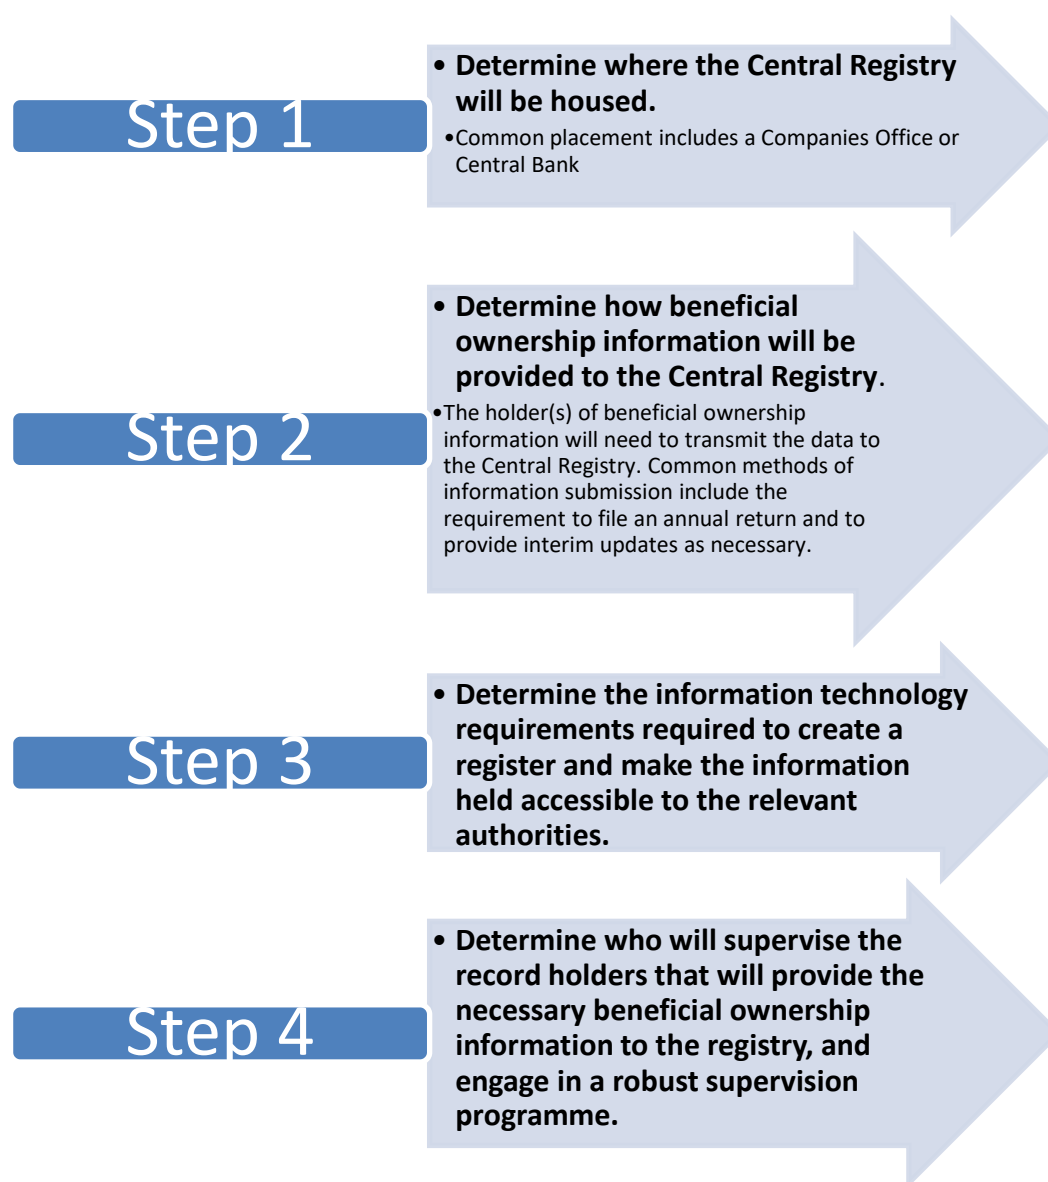 Step 1
• Determine where the Central Registry
will be housed.
•Common placement includes a Companies Office or
Central Bank
Step 2
• Determine how beneficial
ownership information will be
provided to the Central Registry.
•The holder(s) of beneficial ownership
information will need to transmit the data to
the Central Registry. Common methods of
information submission include the
requirement to file an annual return and to
provide interim updates as necessary.
Step 3
• Determine the information technology
requirements required to create a
register and make the information
held accessible to the relevant
authorities.
Step 4
• Determine who will supervise the
record holders that will provide the
necessary beneficial ownership
information to the registry, and
engage in a robust supervision
programme.